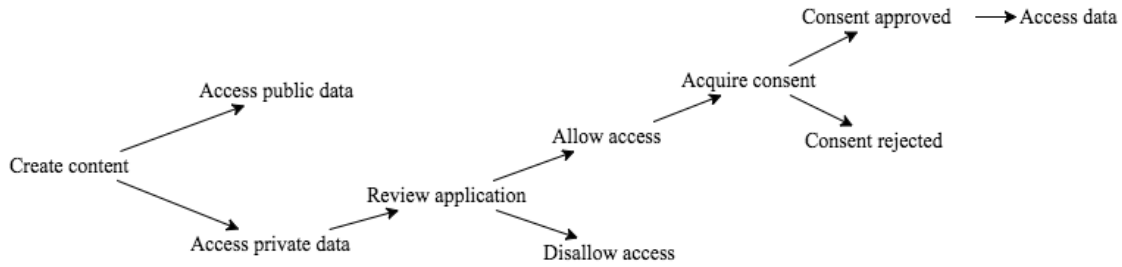 Consent approved
Access data
Acquire consent
Access public data
Allow access
Consent rejected
Create content
Review application
Access private data
Disallow access